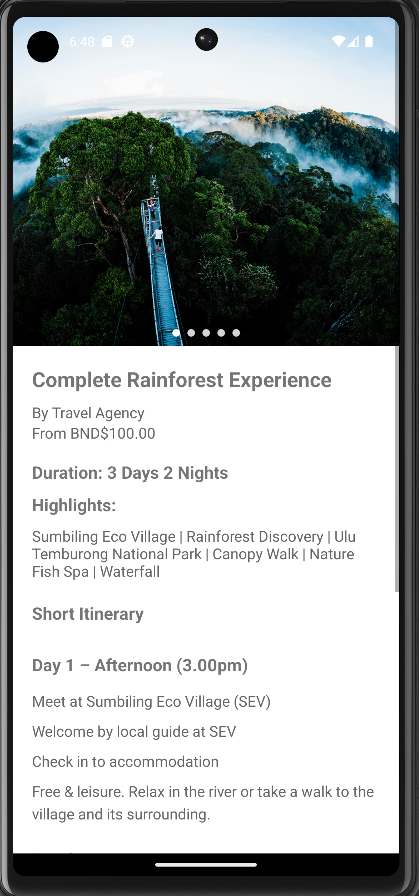 6:48
Complete Rainforest Experience
By Travel Agency
From BND$100.00
Duration: 3 Days 2 Nights
Highlights:
Sumbiling Eco Village | Rainforest Discovery | Ulu
Temburong National Park | Canopy Walk | Nature
Fish Spa | Waterfall
Short Itinerary
Day 1 – Afternoon (3.00pm)
Meet at Sumbiling Eco Village (SEV)
Welcome by local guide at SEV
Check in to accommodation
Free & leisure. Relax in the river or take a walk to the
village and its surrounding.